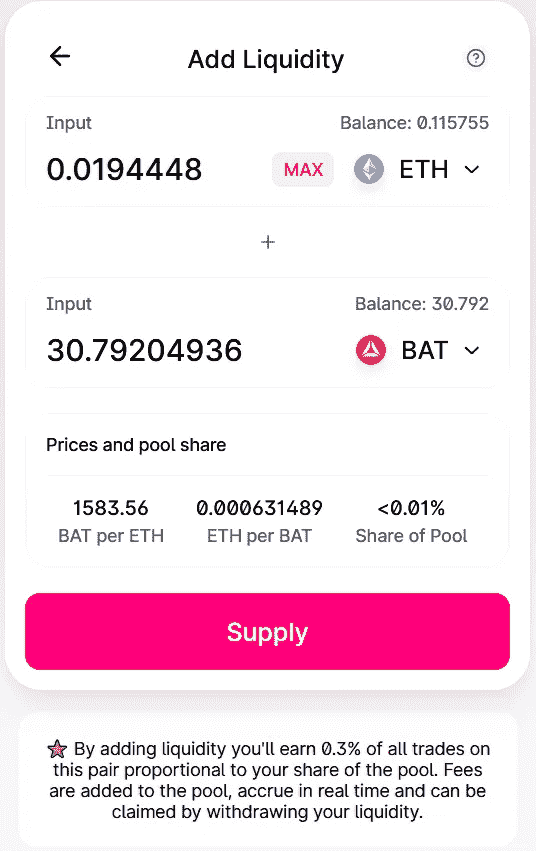 Add Liquidity
Input Balance: 0.115755
0.0194448 MAX ETH
+
Input Balance: 30.792
30.79204936 BAT
Prices and pool share
1583.56 0.000631489 <0.01%
BAT per ETH ETH per BAT Share of Pool
Supply
By adding liquidity you'll earn 0.3% of all trades on
this pair proportional to your share of the pool. Fees
are added to the pool, accrue in real time and can be
claimed by withdrawing your liquidity.